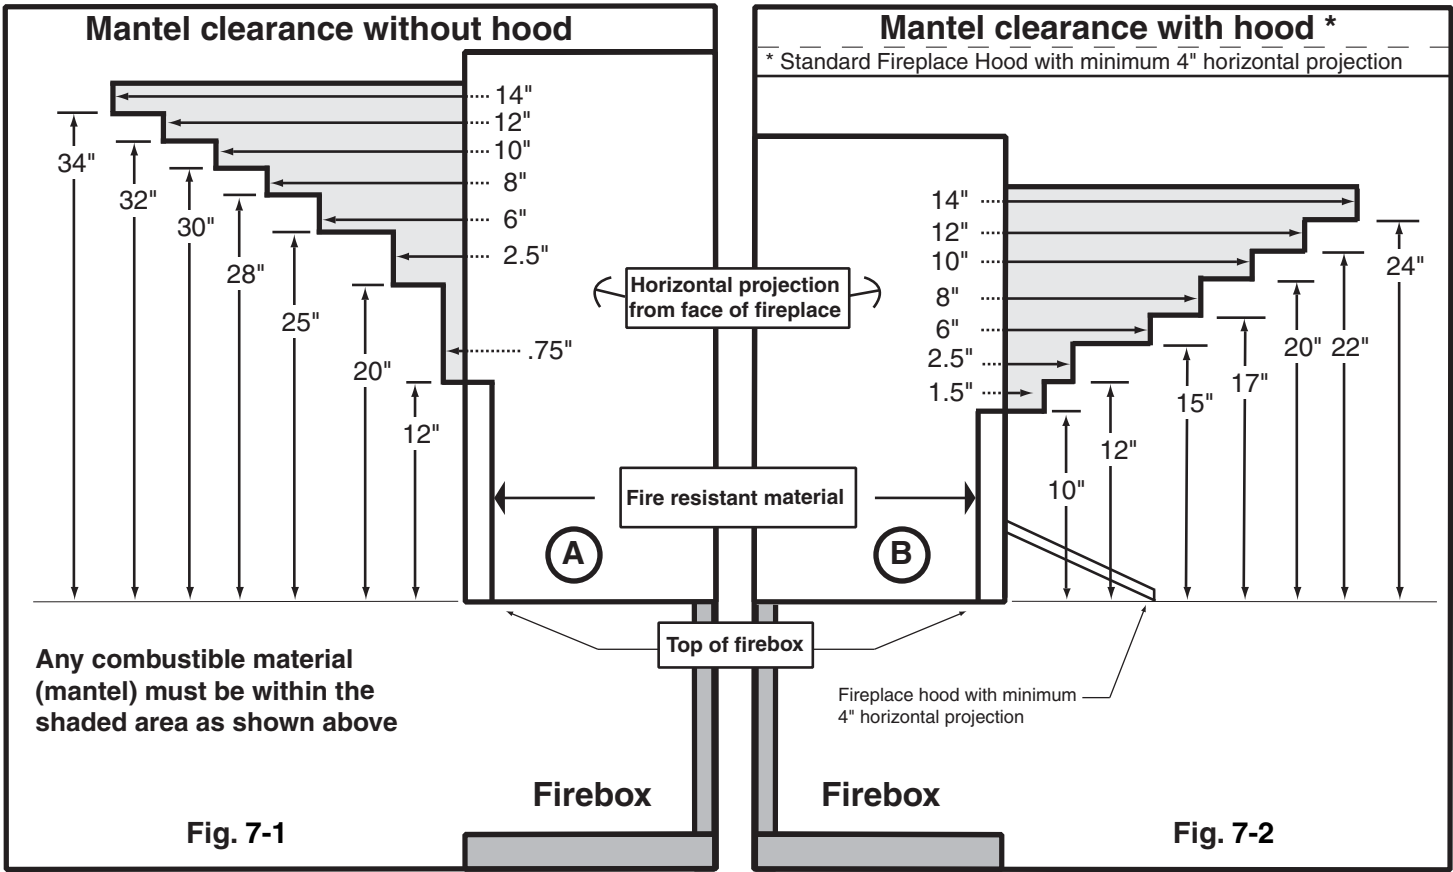 Mantel clearance without hood
14"
12"
10"
8"
6"
2.5"
.75"
34"
32"
30"
28"
25"
20"
12"
Horizontal projection
from face of fireplace
Fire resistant material
A
Top of firebox
Any combustible material
(mantel) must be within the
shaded area as shown above
Firebox
Fig. 7-1
Mantel clearance with hood *
* Standard Fireplace Hood with minimum 4" horizontal projection
14"
12"
10"
8"
6"
2.5"
1.5"
24"
22"
20"
17"
15"
12"
10"
B
Fireplace hood with minimum
4" horizontal projection
Firebox
Fig. 7-2